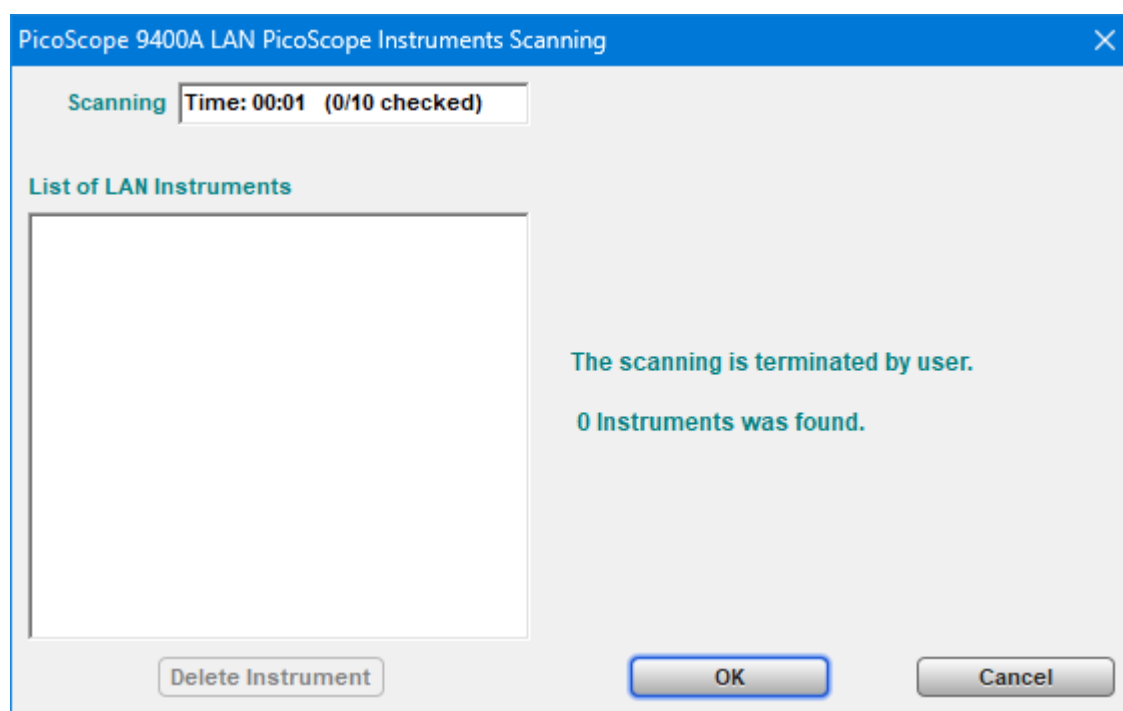 PicoScope 9400A LAN PicoScope Instruments Scanning
Scanning Time: 00:01 (0/10 checked)
List of LAN Instruments
The scanning is terminated by user.
0 Instruments was found.
Delete Instrument OK Cancel